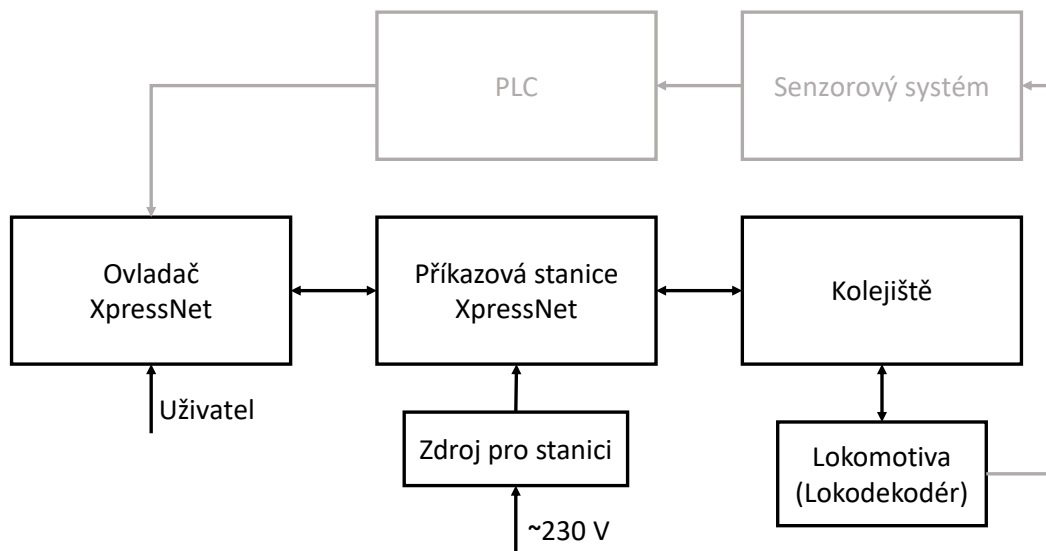 PLC
Senzorový systém
Ovladač
XpressNet
Příkazová stanice
XpressNet
Kolejiště
Uživatel
Zdroj pro stanici
~230 V
Lokomotiva
(Lokodekodér)